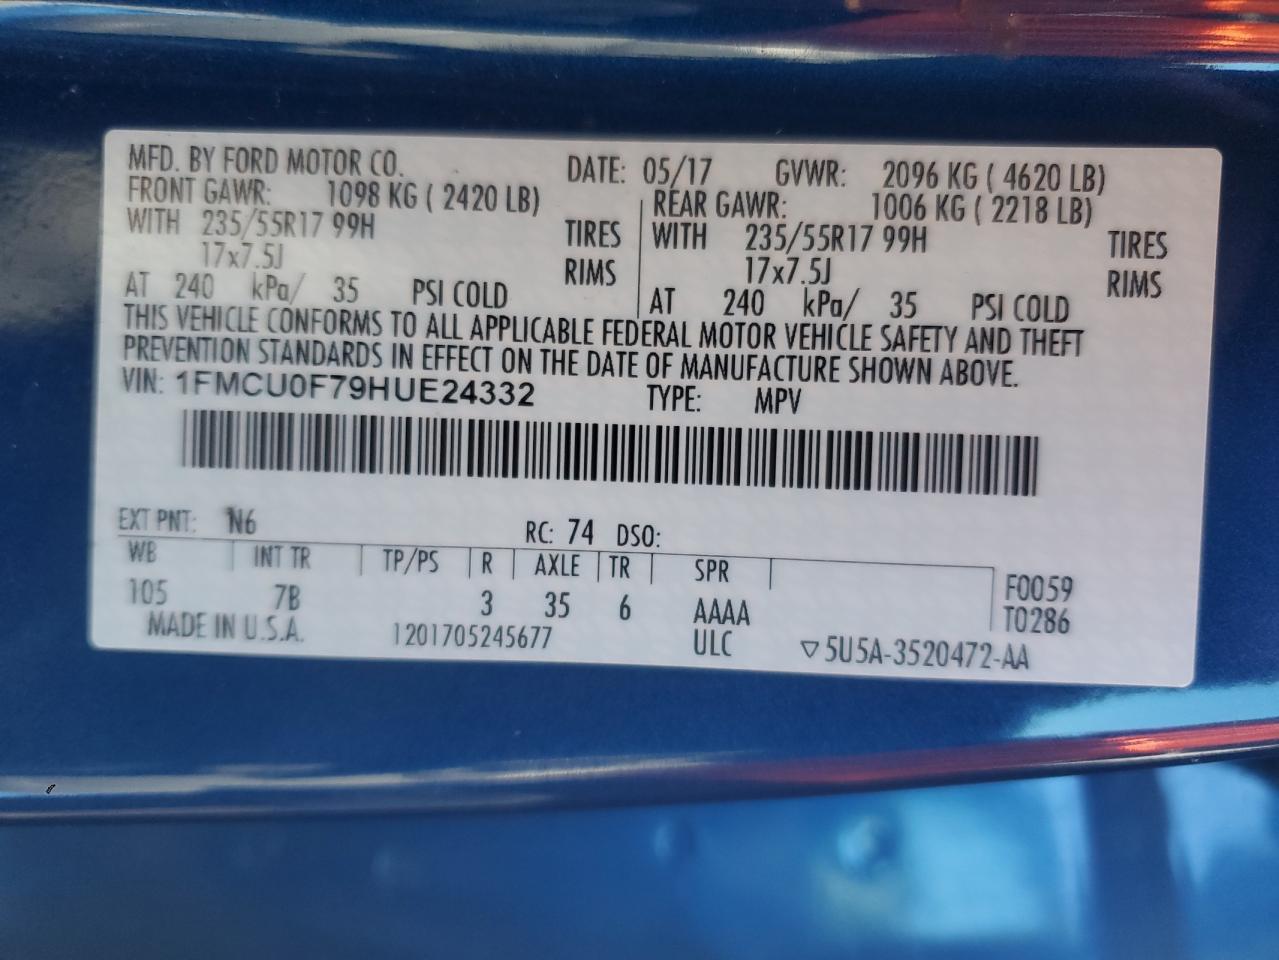 MFD. BY FORD MOTOR CO. DATE: 05/17 GVWR: 2096 KG ( 4620 LB)
FRONT GAWR: 1098 KG ( 2420 LB) REAR GAWR: 1006 KG ( 2218 LB)
WITH 235/55R17 99H TIRES WITH 235/55R17 99H TIRES
17x7.5J RIMS 17x7.5J RIMS
AT 240 kPa/ 35 PSI COLD AT 240 kPa/ 35 PSI COLD
THIS VEHICLE CONFORMS TO ALL APPLICABLE FEDERAL MOTOR VEHICLE SAFETY AND THEFT
PREVENTION STANDARDS IN EFFECT ON THE DATE OF MANUFACTURE SHOWN ABOVE.
VIN: 1FMCU0F79HUE24332 TYPE: MPV
EXT PNT: N6 RC: 74 DSO:
WB INT TR TP/PS R AXLE TR SPR F0059
105 7B 3 35 6 AAAA T0286
MADE IN U.S.A. 1201705245677 ULC ▽5U5A-3520472-AA